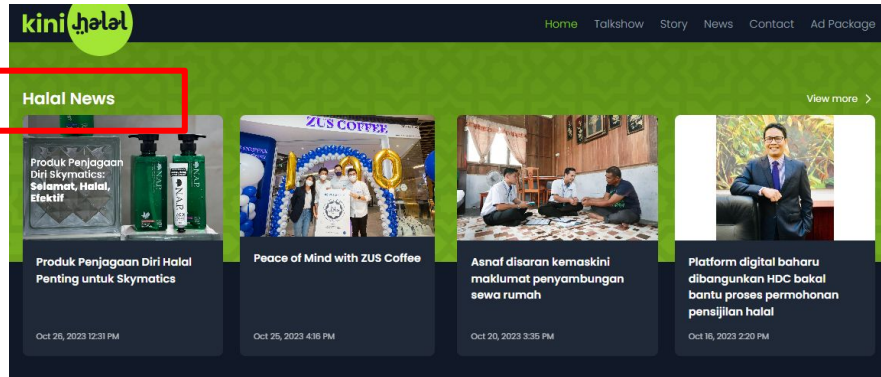 kini halal
Home Talkshow Story News Contact Ad Package
Halal News
View more >
Produk Penjagaan
Diri Skymatics:
Selamat, Halal,
Efektif
S.N.A.P.
ZUS COFFEE
Produk Penjagaan Diri Halal
Penting untuk Skymatics
Oct 26, 2023 12:31 PM
Peace of Mind with ZUS Coffee
Oct 25, 2023 4:16 PM
Asnaf disaran kemaskini
maklumat penyambungan
sewa rumah
Oct 20, 2023 3:35 PM
Platform digital baharu
dibangunkan HDC bakal
bantu proses permohonan
pensijilan halal
Oct 16, 2023 2:20 PM